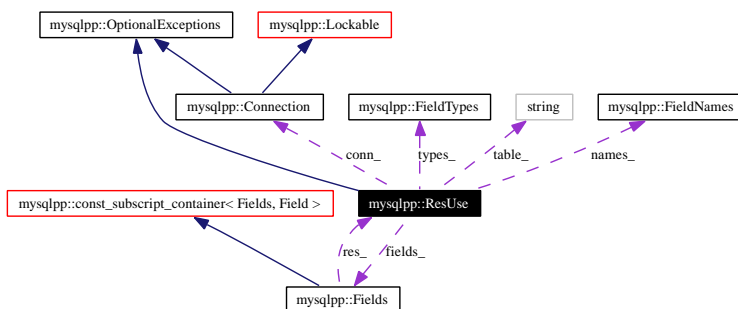 mysqlpp::OptionalExceptions
mysqlpp::Lockable
mysqlpp::Connection
mysqlpp::FieldTypes
string
mysqlpp::FieldNames
conn_
types_
table_
names_
mysqlpp::const_subscript_container< Fields, Field >
mysqlpp::ResUse
res_
fields_
mysqlpp::Fields